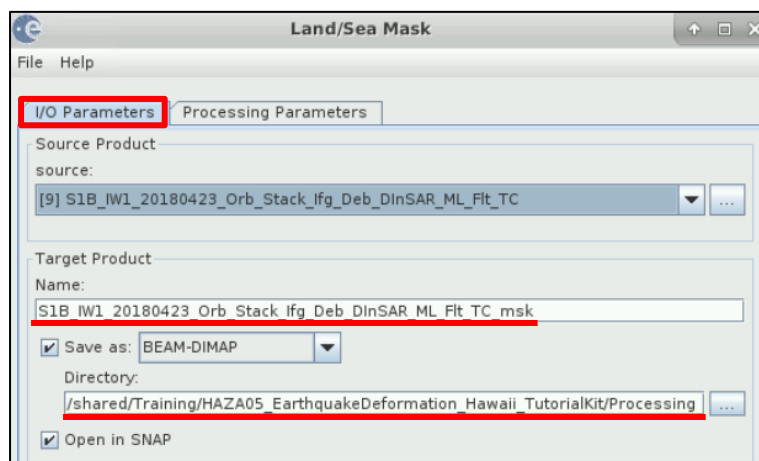 Land/Sea Mask
File Help
I/O Parameters Processing Parameters
Source Product
source:
[9] S1B_IW1_20180423_Orb_Stack_Ifg_Deb_DInSAR_ML_Flt_TC
...
Target Product
Name:
S1B_IW1_20180423_Orb_Stack_Ifg_Deb_DInSAR_ML_Flt_TC_msk
Save as: BEAM-DIMAP
Directory:
/shared/Training/HAZA05_EarthquakeDeformation_Hawaii_TutorialKit/Processing
...
Open in SNAP